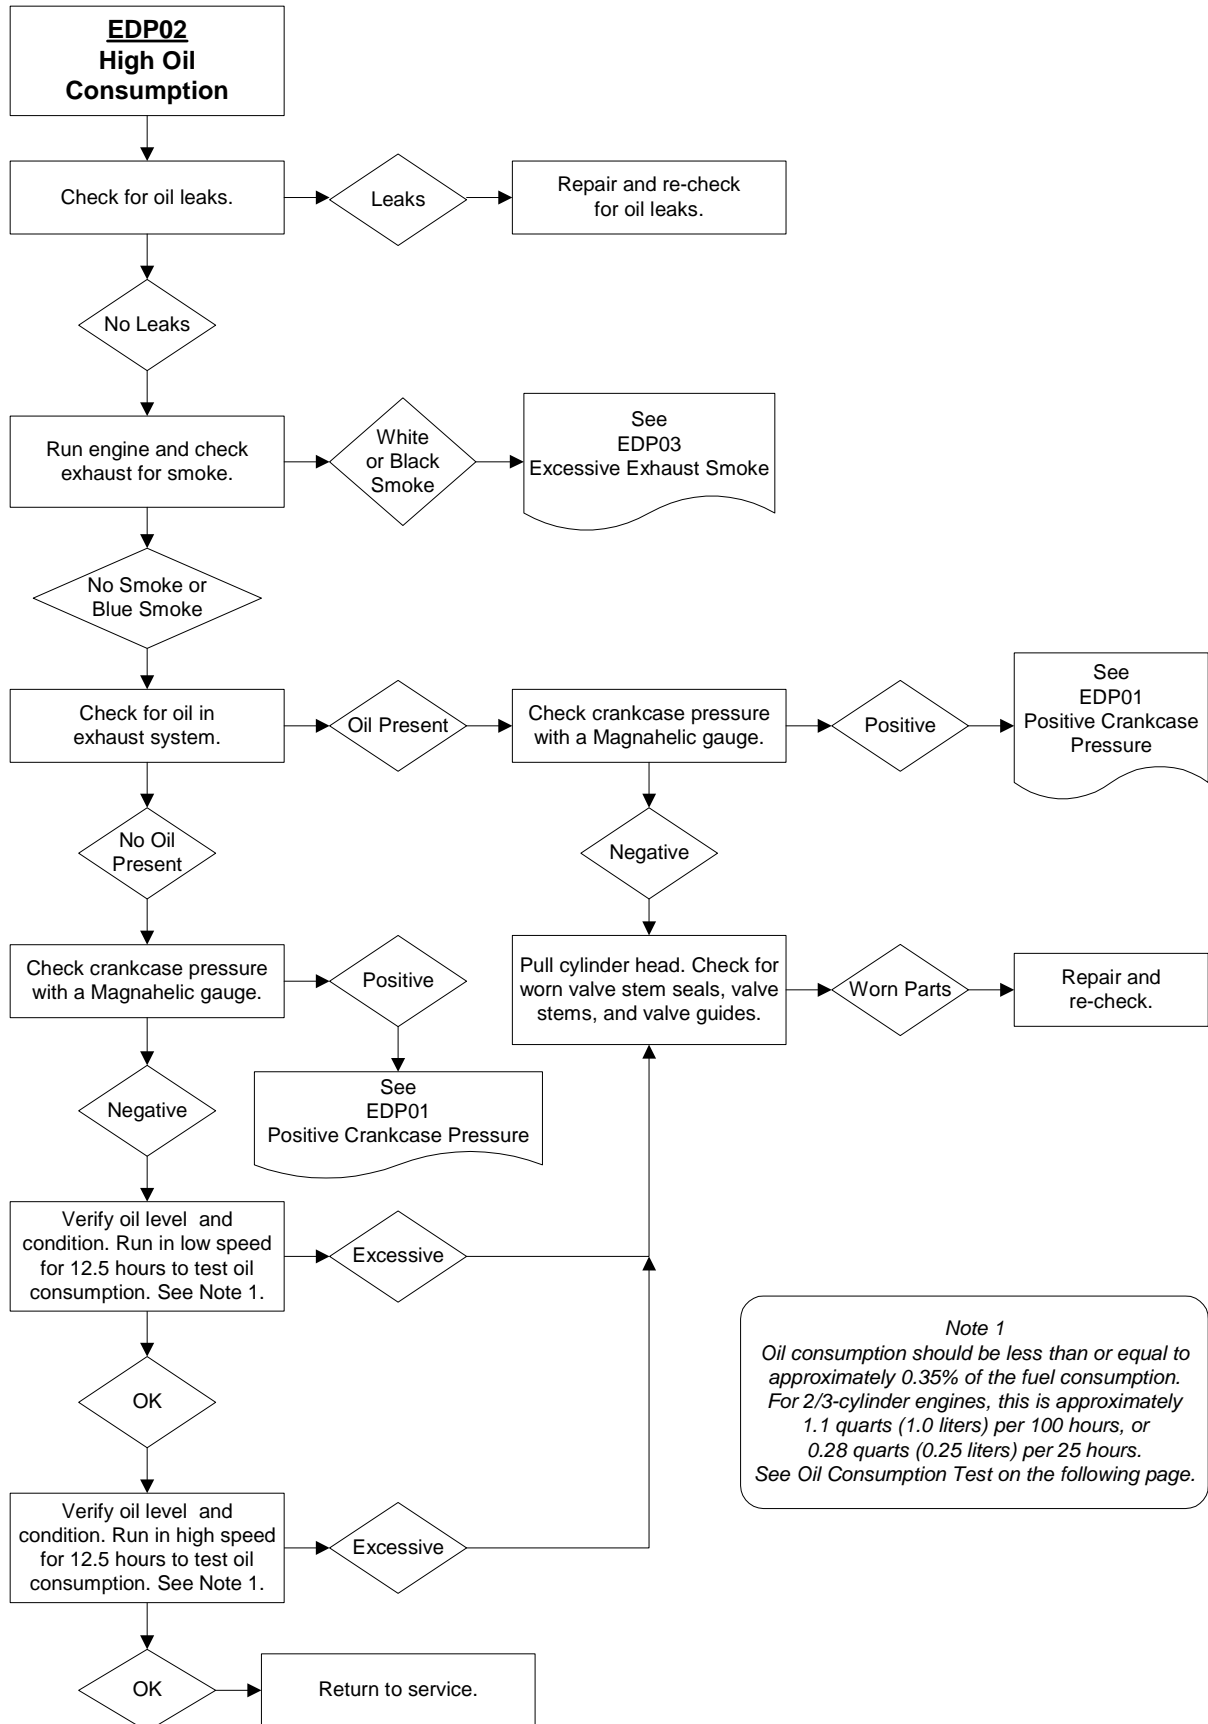 EDP02
High Oil
Consumption
Check for oil leaks.
Leaks
Repair and re-check
for oil leaks.
No Leaks
Run engine and check
exhaust for smoke.
White
or Black
Smoke
See
EDP03
Excessive Exhaust Smoke
No Smoke or
Blue Smoke
Check for oil in
exhaust system.
Oil Present
Check crankcase pressure
with a Magnahelic gauge.
Positive
See
EDP01
Positive Crankcase
Pressure
No Oil
Present
Negative
Check crankcase pressure
with a Magnahelic gauge.
Positive
Pull cylinder head. Check for
worn valve stem seals, valve
stems, and valve guides.
Worn Parts
Repair and
re-check.
Negative
See
EDP01
Positive Crankcase Pressure
Verify oil level and
condition. Run in low speed
for 12.5 hours to test oil
consumption. See Note 1.
Excessive
OK
Note 1
Oil consumption should be less than or equal to
approximately 0.35% of the fuel consumption.
For 2/3-cylinder engines, this is approximately
1.1 quarts (1.0 liters) per 100 hours, or
0.28 quarts (0.25 liters) per 25 hours.
See Oil Consumption Test on the following page.
Verify oil level and
condition. Run in high speed
for 12.5 hours to test oil
consumption. See Note 1.
Excessive
OK
Return to service.